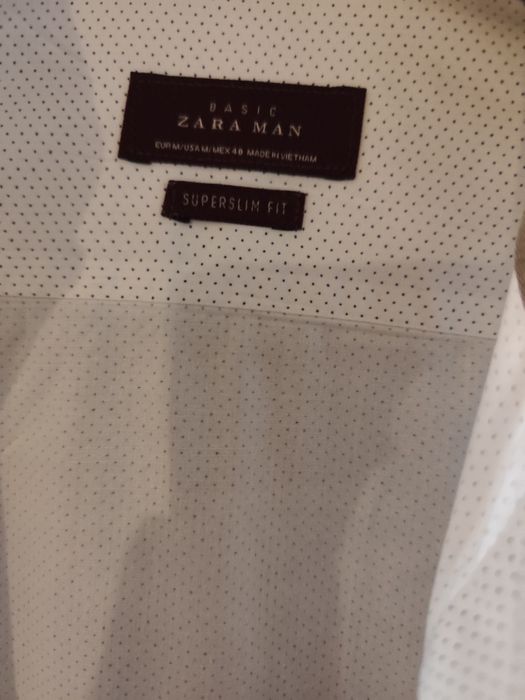 BASIC
ZARA MAN
EUR M/USA M/MEX 40 MADE IN VIETNAM
SUPERSLIM FIT